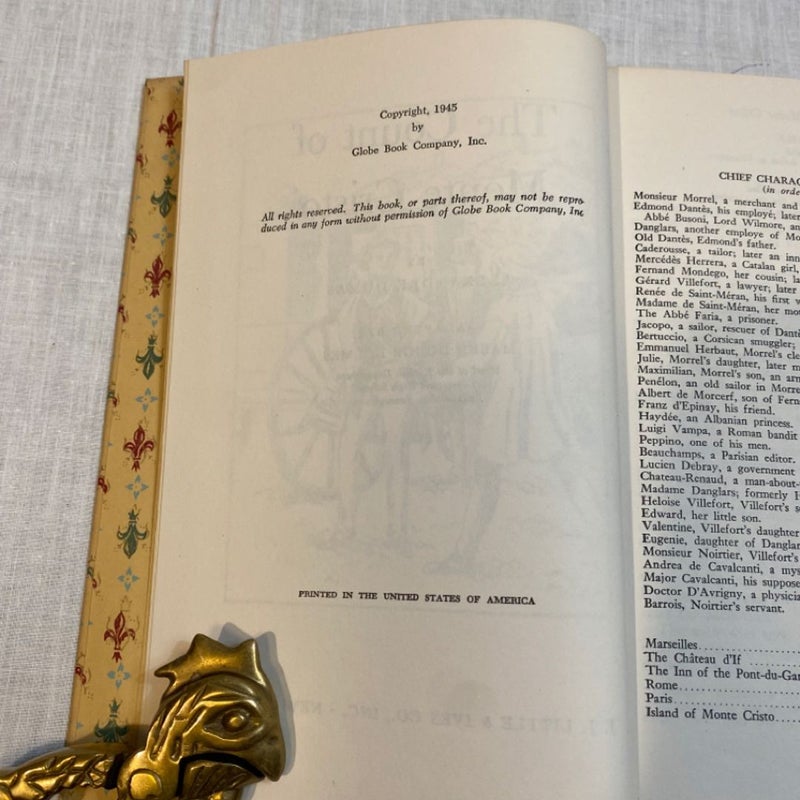 Copyright, 1945
by
Globe Book Company, Inc.
All rights reserved. This book, or parts thereof, may not be repro-
duced in any form without permission of Globe Book Company, Inc
PRINTED IN THE UNITED STATES OF AMERICA
CHIEF CHARAC
(in orde
Monsieur Morrel, a merchant and
Edmond Dantès, his employé; later
Abbé Busoni, Lord Wilmore, an
Danglars, another employe of Mo
Old Dantès, Edmond's father.
Caderousse, a tailor; later an inn
Mercédès Herrera, a Catalan girl,
Fernand Mondego, her cousin; la
Gérard Villefort, a lawyer; later
Renée de Saint-Méran, his first w
Madame de Saint-Méran, her mo
The Abbé Faria, a prisoner.
Jacopo, a sailor, rescuer of Dant
Bertuccio, a Corsican smuggler;
Emmanuel Herbaut, Morrel's cle
Julie, Morrel's daughter, later m
Maximilian, Morrel's son, an arm
Penélon, an old sailor in Morre
Albert de Morcerf, son of Fern
Franz d'Epinay, his friend.
Haydée, an Albanian princess.
Luigi Vampa, a Roman bandit
Peppino, one of his men.
Beauchamps, a Parisian editor.
Lucien Debray, a government
Chateau-Renaud, a man-about-
Madame Danglars; formerly H
Heloise Villefort, Villefort's s
Edward, her little son.
Valentine, Villefort's daughter
Eugenie, daughter of Danglar
Monsieur Noirtier, Villefort's
Andrea de Cavalcanti, a mys
Major Cavalcanti, his suppose
Doctor D'Avrigny, a physicia
Barrois, Noirtier's servant.
Marseilles
The Château d'If
The Inn of the Pont-du-Gar
Rome
Paris
Island of Monte Cristo